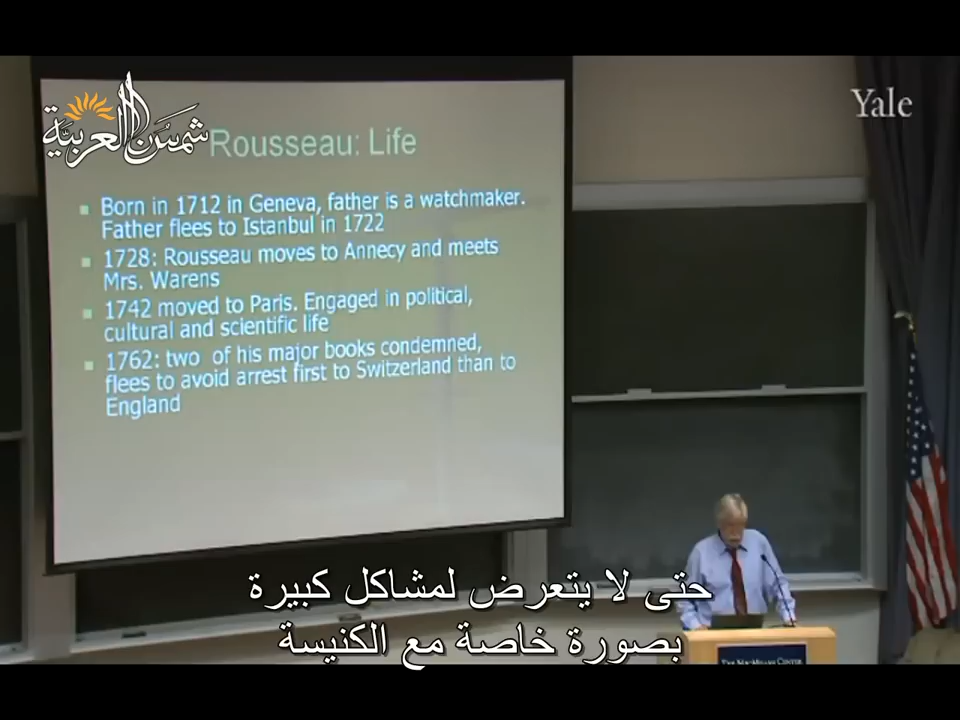 شمس العربية
Yale
Rousseau: Life
Born in 1712 in Geneva, father is a watchmaker.
Father flees to Istanbul in 1722
1728: Rousseau moves to Annecy and meets
Mrs. Warens
1742 moved to Paris. Engaged in political,
cultural and scientific life
1762: two of his major books condemned,
flees to avoid arrest first to Switzerland than to
England
حتى لا يتعرض لمشاكل كبيرة
بصورة خاصة مع الكنيسة
THE MACMILLAN CENTER